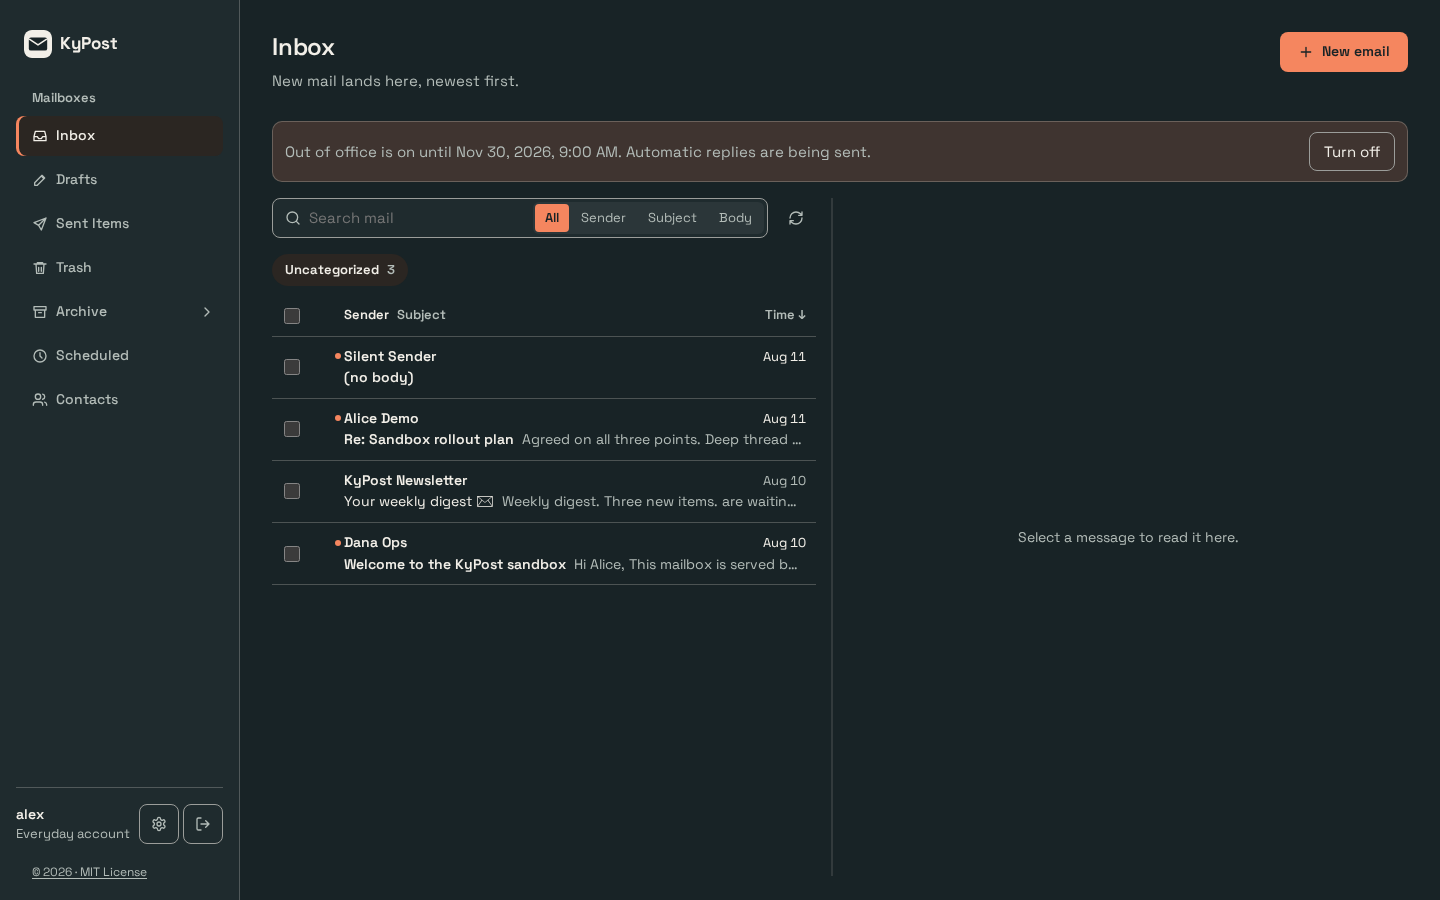 KyPost
Mailboxes
Inbox
Drafts
Sent Items
Trash
Archive
Scheduled
Contacts
alex
Everyday account
© 2026 · MIT License
Inbox
New mail lands here, newest first.
New email
Out of office is on until Nov 30, 2026, 9:00 AM. Automatic replies are being sent.
Turn off
Search mail
All Sender Subject Body
Uncategorized 3
Sender Subject Time ↓
Silent Sender Aug 11
(no body)
Alice Demo Aug 11
Re: Sandbox rollout plan Agreed on all three points. Deep thread ...
KyPost Newsletter Aug 10
Your weekly digest ✉ Weekly digest. Three new items. are waitin...
Dana Ops Aug 10
Welcome to the KyPost sandbox Hi Alice, This mailbox is served b...
Select a message to read it here.